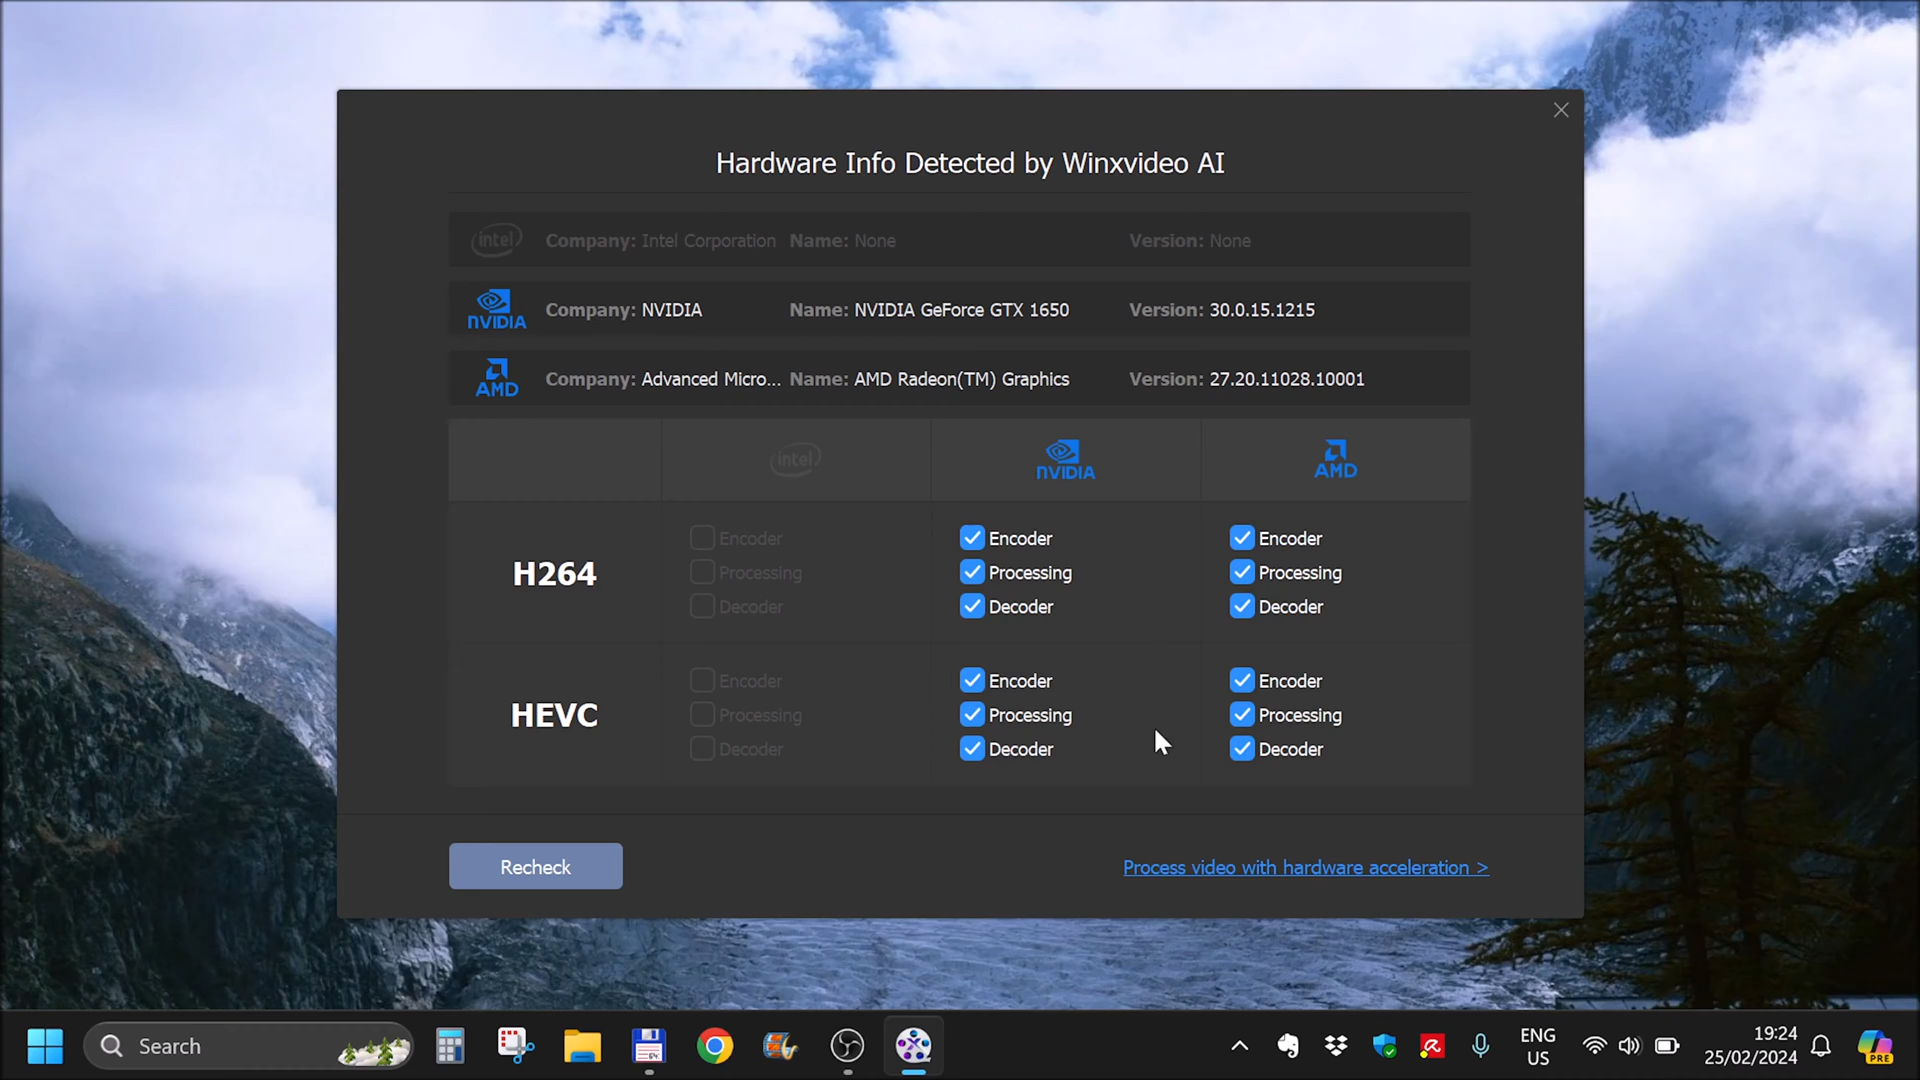 Hardware Info Detected by Winxvideo AI
intel Company: Intel Corporation Name: None Version: None
NVIDIA Company: NVIDIA Name: NVIDIA GeForce GTX 1650 Version: 30.0.15.1215
AMD Company: Advanced Micro... Name: AMD Radeon(TM) Graphics Version: 27.20.11028.10001
intel NVIDIA AMD
H264
Encoder Encoder Encoder
Processing Processing Processing
Decoder Decoder Decoder
HEVC
Encoder Encoder Encoder
Processing Processing Processing
Decoder Decoder Decoder
Recheck
Process video with hardware acceleration >
Search
64
ENG
US
19:24
25/02/2024
PRE